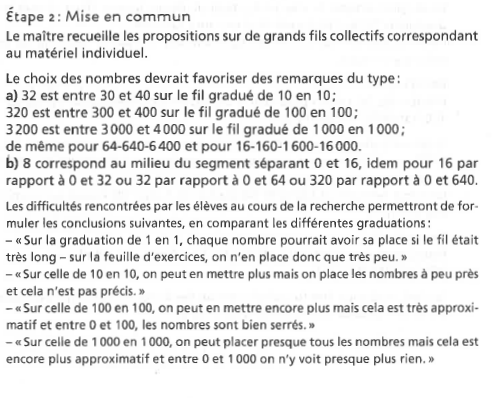 Étape 2 : Mise en commun
Le maître recueille les propositions sur de grands fils collectifs correspondant
au matériel individuel.
Le choix des nombres devrait favoriser des remarques du type :
a) 32 est entre 30 et 40 sur le fil gradué de 10 en 10 ;
320 est entre 300 et 400 sur le fil gradué de 100 en 100 ;
3 200 est entre 3 000 et 4 000 sur le fil gradué de 1 000 en 1 000 ;
de même pour 64-640-6 400 et pour 16-160-1 600-16 000.
b) 8 correspond au milieu du segment séparant 0 et 16, idem pour 16 par
rapport à 0 et 32 ou 32 par rapport à 0 et 64 ou 320 par rapport à 0 et 640.
Les difficultés rencontrées par les élèves au cours de la recherche permettront de for-
muler les conclusions suivantes, en comparant les différentes graduations :
– « Sur la graduation de 1 en 1, chaque nombre pourrait avoir sa place si le fil était
très long – sur la feuille d'exercices, on n'en place donc que très peu. »
– « Sur celle de 10 en 10, on peut en mettre plus mais on place les nombres à peu près
et cela n'est pas précis. »
– « Sur celle de 100 en 100, on peut en mettre encore plus mais cela est très approxi-
matif et entre 0 et 100, les nombres sont bien serrés. »
– « Sur celle de 1 000 en 1 000, on peut placer presque tous les nombres mais cela est
encore plus approximatif et entre 0 et 1 000 on n'y voit presque plus rien. »